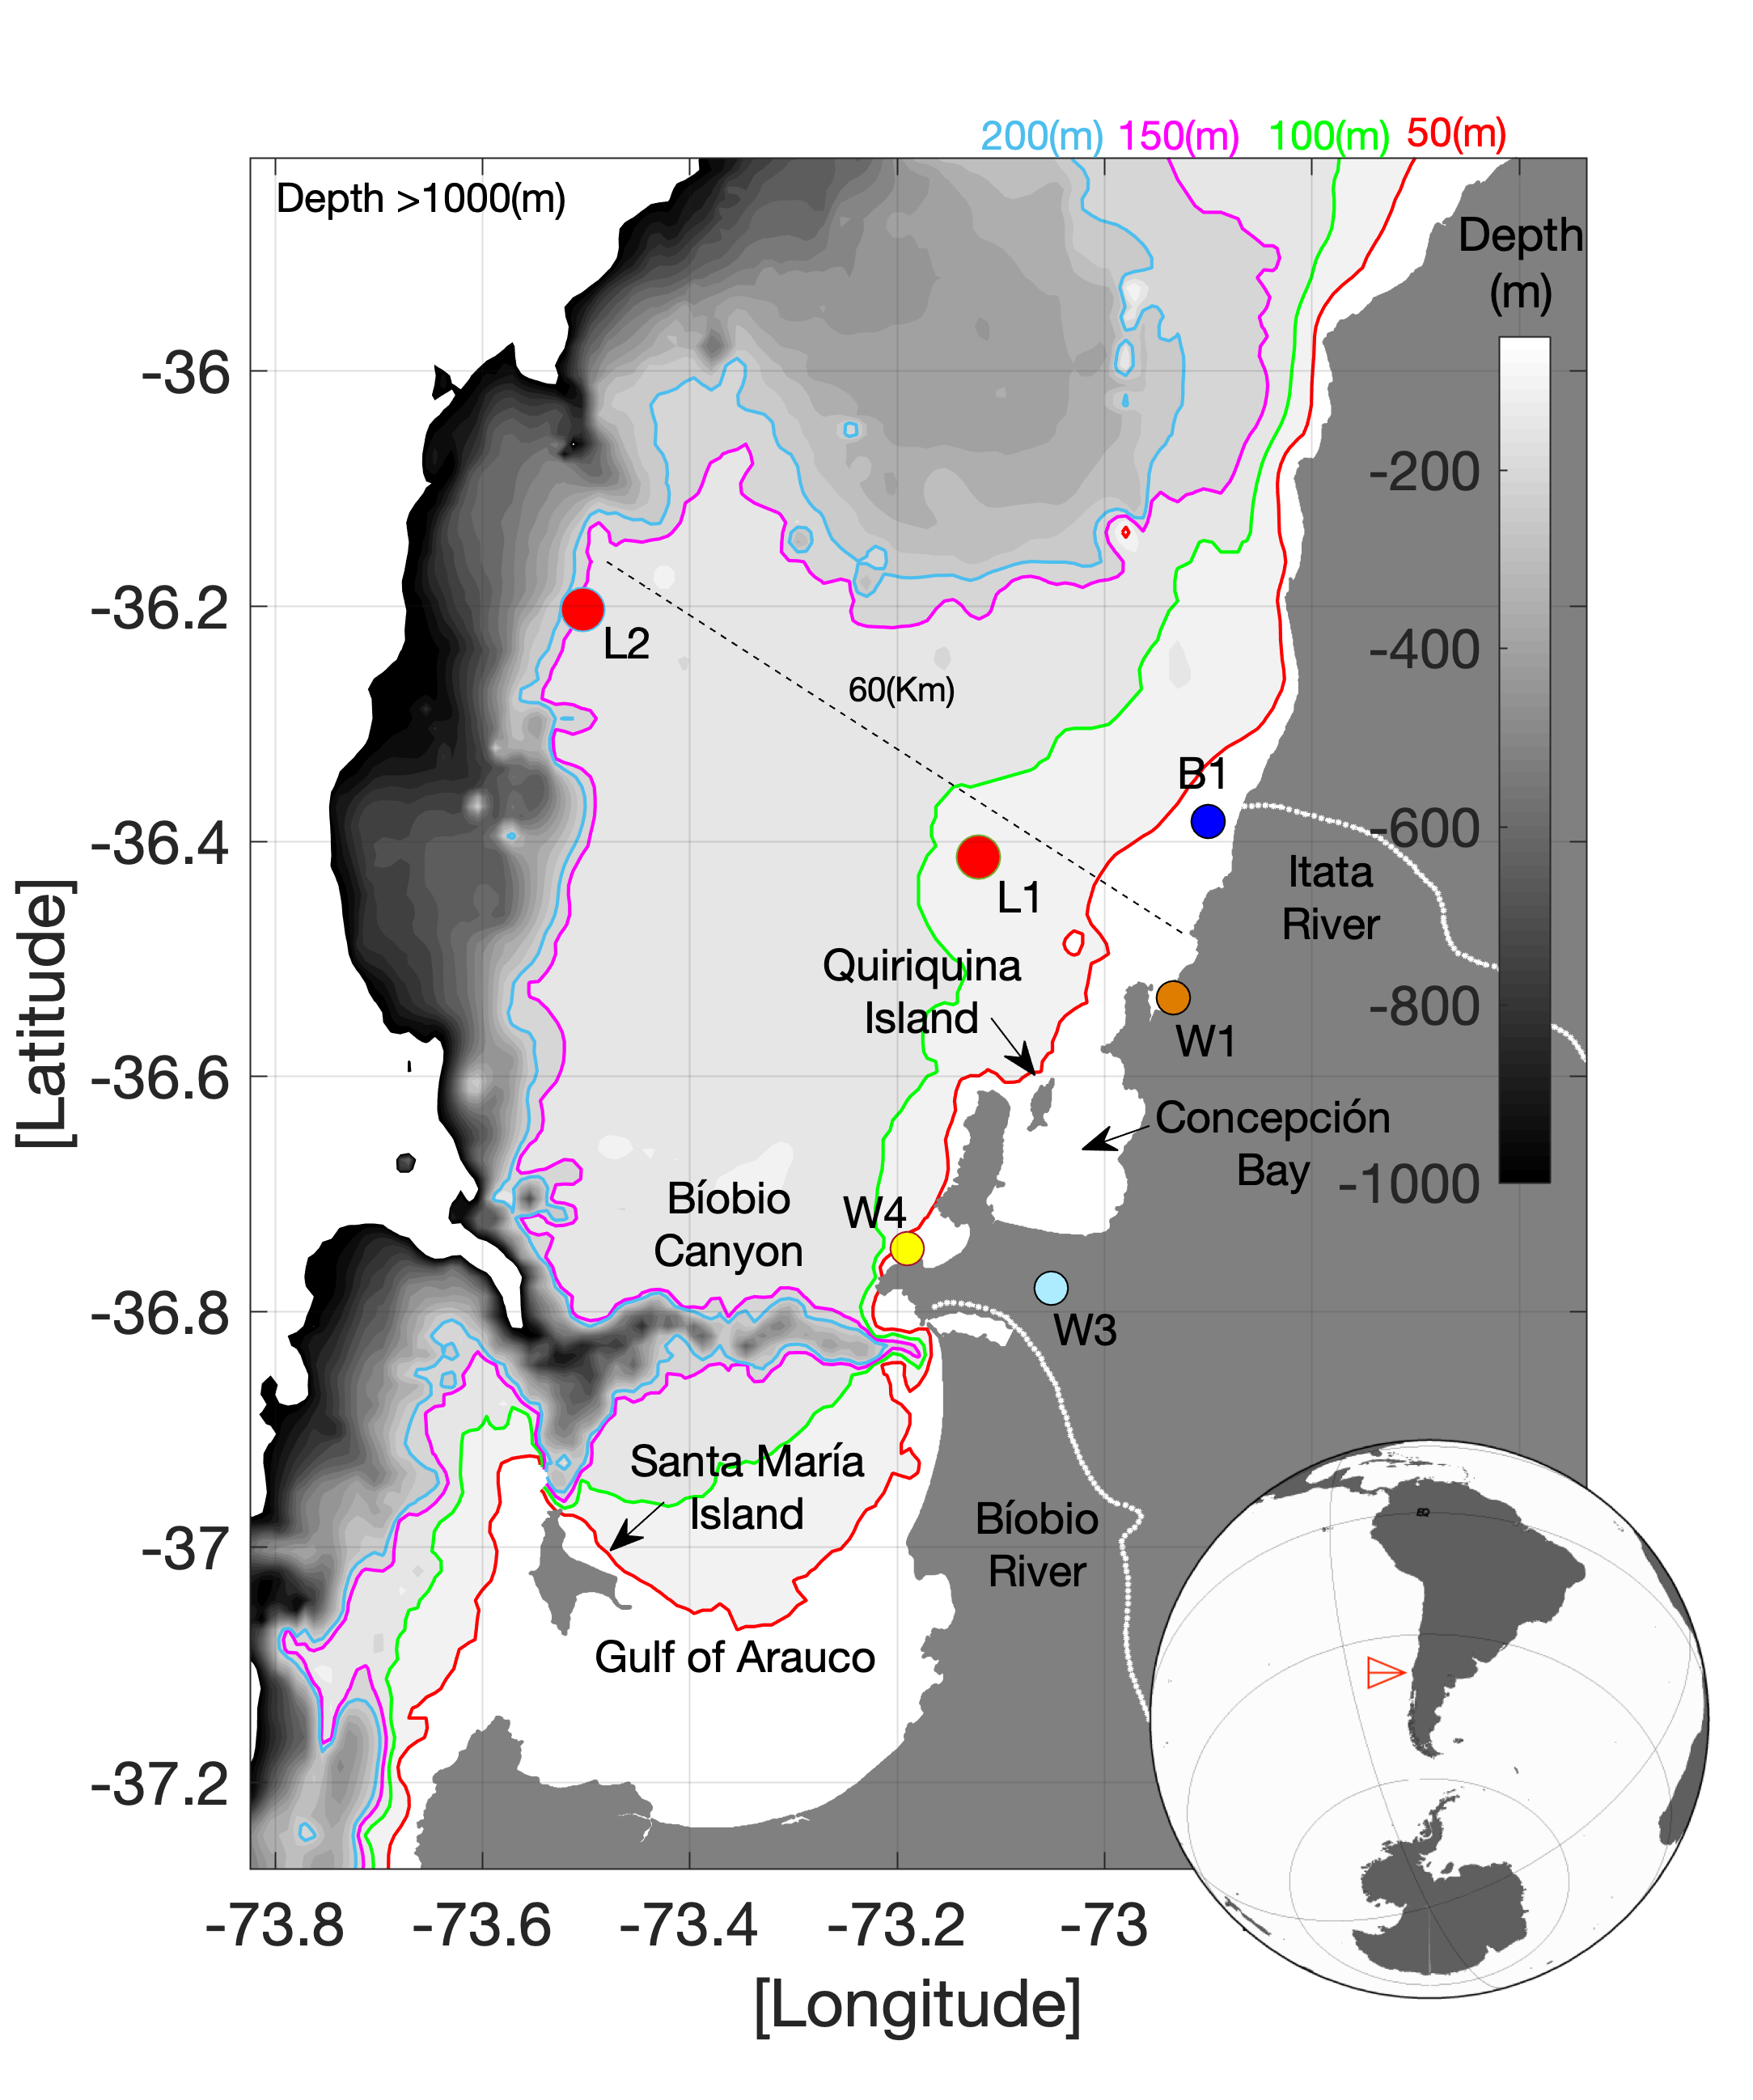 200(m) 150(m) 100(m) 50(m)
Depth >1000(m)
Depth
(m)
-36
-200
-36.2
L2
-400
60(Km)
B1
-36.4
-600
Itata
River
L1
Quiriquina
Island
-800
W1
-36.6
Concepción
Bay
-1000
Bíobio
Canyon
W4
-36.8
W3
Santa María
Island
Bíobio
River
EQ
-37
Gulf of Arauco
-37.2
-73.8
-73.6
-73.4
-73.2
-73
[Longitude]
[Latitude]